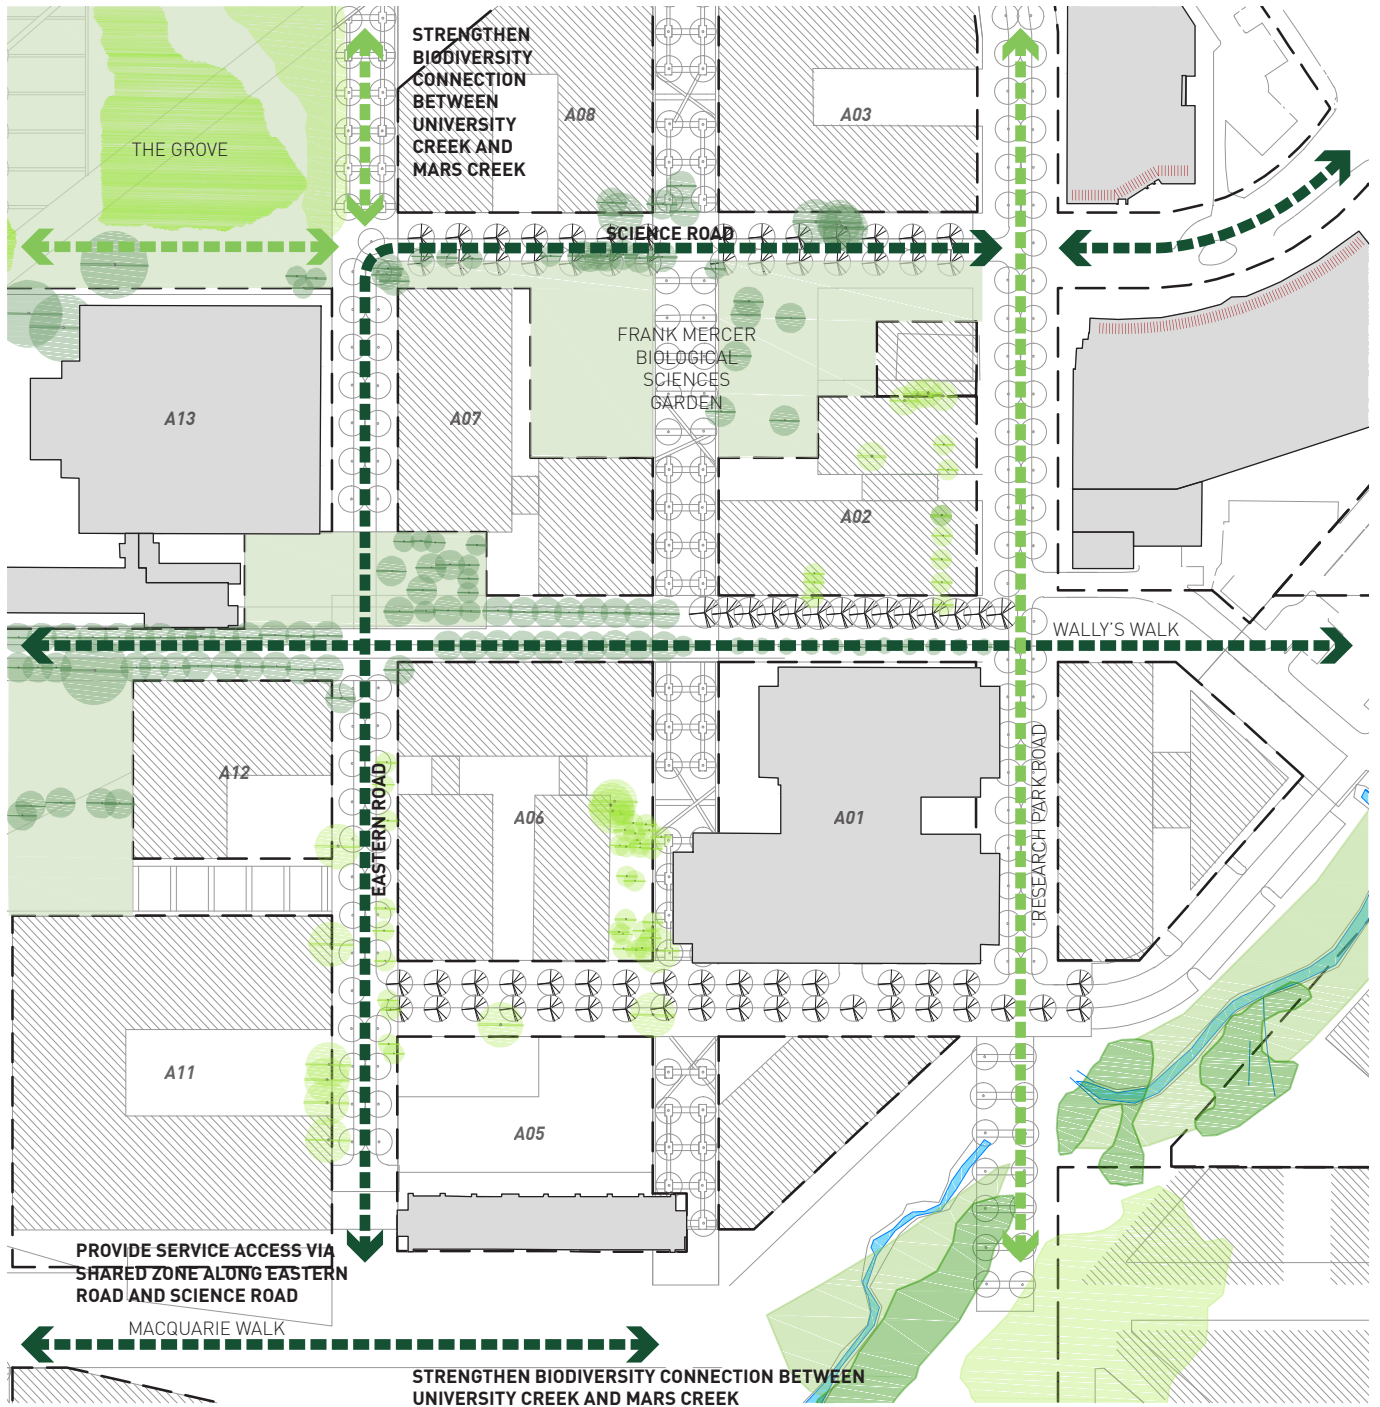 STRENGTHEN
BIODIVERSITY
CONNECTION
BETWEEN
UNIVERSITY
CREEK AND
MARS CREEK
A08
A03
THE GROVE
SCIENCE ROAD
FRANK MERCER
BIOLOGICAL
SCIENCES
GARDEN
A13
A07
A02
WALLY'S WALK
A12
EASTERN ROAD
A06
A01
RESEARCH PARK ROAD
A11
A05
PROVIDE SERVICE ACCESS VIA
SHARED ZONE ALONG EASTERN
ROAD AND SCIENCE ROAD
MACQUARIE WALK
STRENGTHEN BIODIVERSITY CONNECTION BETWEEN
UNIVERSITY CREEK AND MARS CREEK